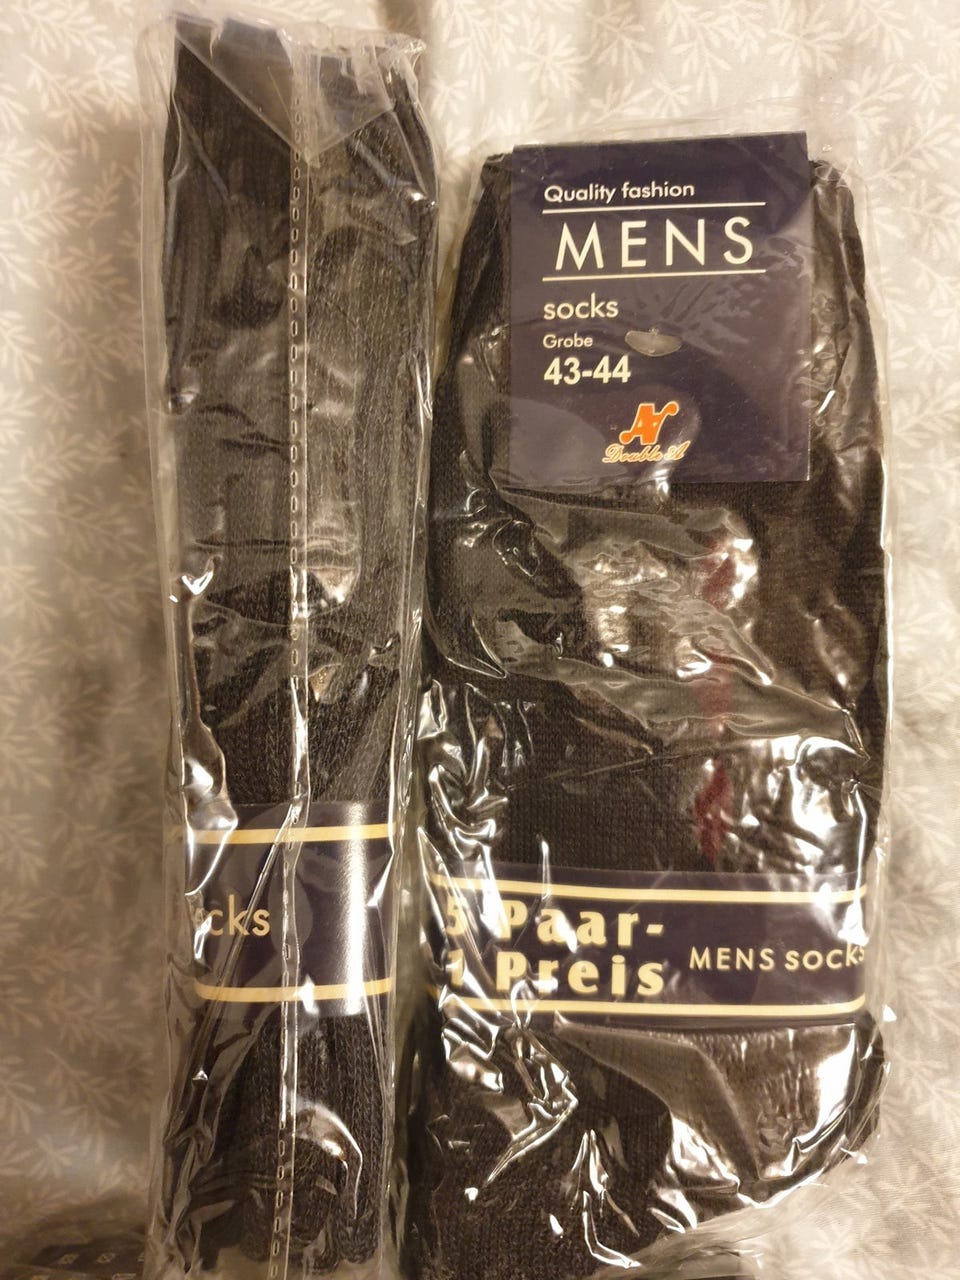 Quality fashion
MENS
socks
Grobe
43-44
Double A
cks
5 Paar-
1 Preis
MENS socks